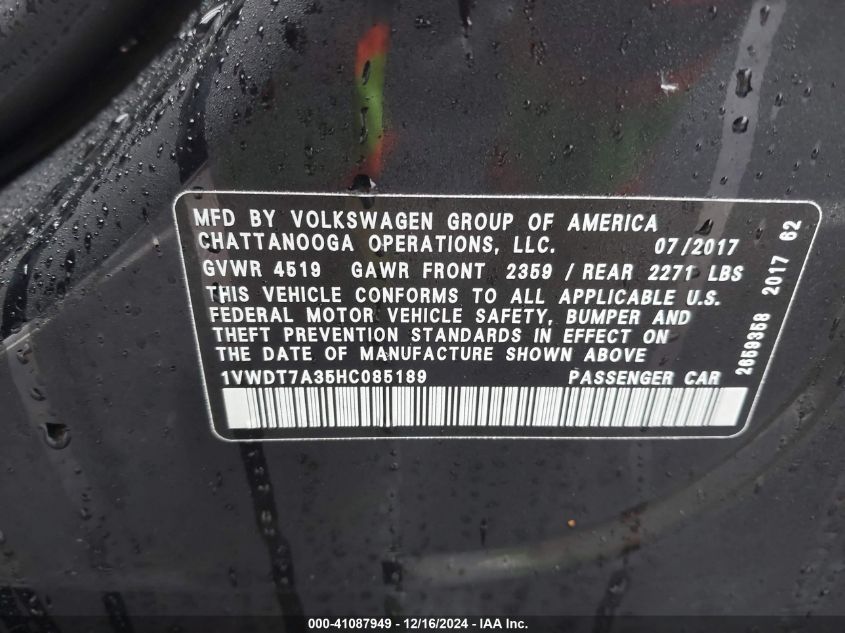 MFD BY VOLKSWAGEN GROUP OF AMERICA
CHATTANOOGA OPERATIONS, LLC. 07/2017
GVWR 4519 GAWR FRONT 2359 / REAR 2271 LBS
THIS VEHICLE CONFORMS TO ALL APPLICABLE U.S.
FEDERAL MOTOR VEHICLE SAFETY, BUMPER AND
THEFT PREVENTION STANDARDS IN EFFECT ON
THE DATE OF MANUFACTURE SHOWN ABOVE
1VWDT7A35HC085189 PASSENGER CAR
2659358 2017 62
000-41087949 - 12/16/2024 - IAA Inc.